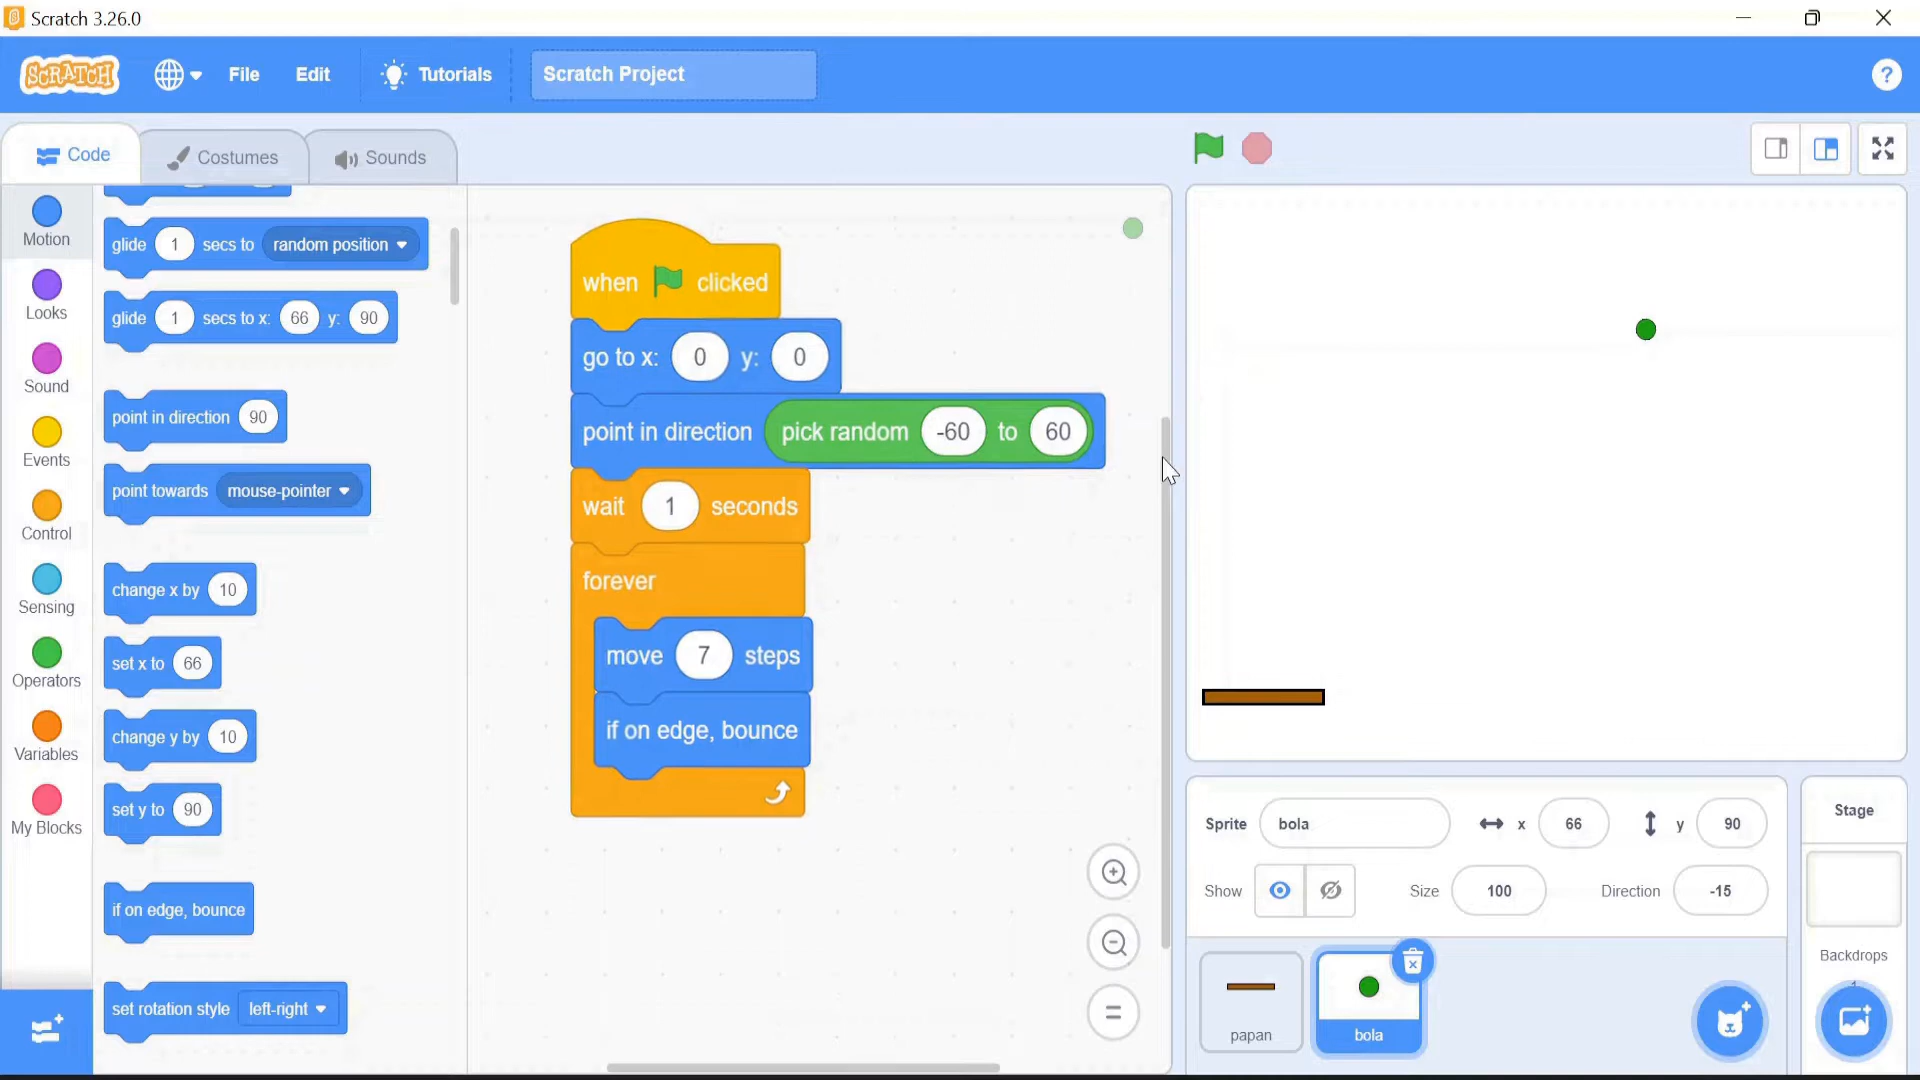 Scratch 3.26.0
SCRATCH
File
Edit
Tutorials
Scratch Project
?
Code
Costumes
Sounds
Motion
Looks
Sound
Events
Control
Sensing
Operators
Variables
My Blocks
glide 1 secs to random position
glide 1 secs to x: 66 y: 90
point in direction 90
point towards mouse-pointer
change x by 10
set x to 66
change y by 10
set y to 90
if on edge, bounce
set rotation style left-right
when clicked
go to x: 0 y: 0
point in direction pick random -60 to 60
wait 1 seconds
forever
move 7 steps
if on edge, bounce
Sprite bola x 66 y 90
Show Size 100 Direction -15
papan
bola
Stage
Backdrops